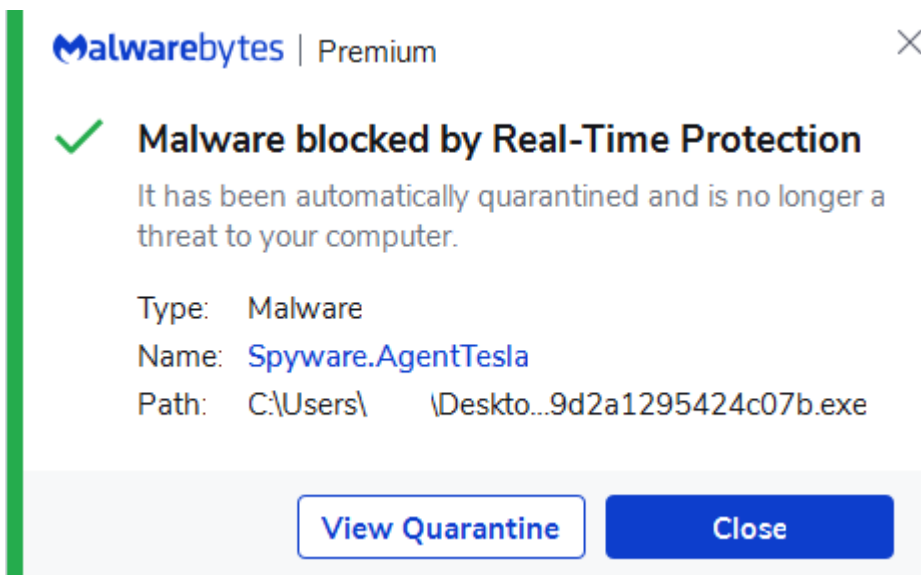 Malwarebytes | Premium
Malware blocked by Real-Time Protection
It has been automatically quarantined and is no longer a
threat to your computer.
Type: Malware
Name: Spyware.AgentTesla
Path: C:\Users\ \Deskto...9d2a1295424c07b.exe
View Quarantine Close